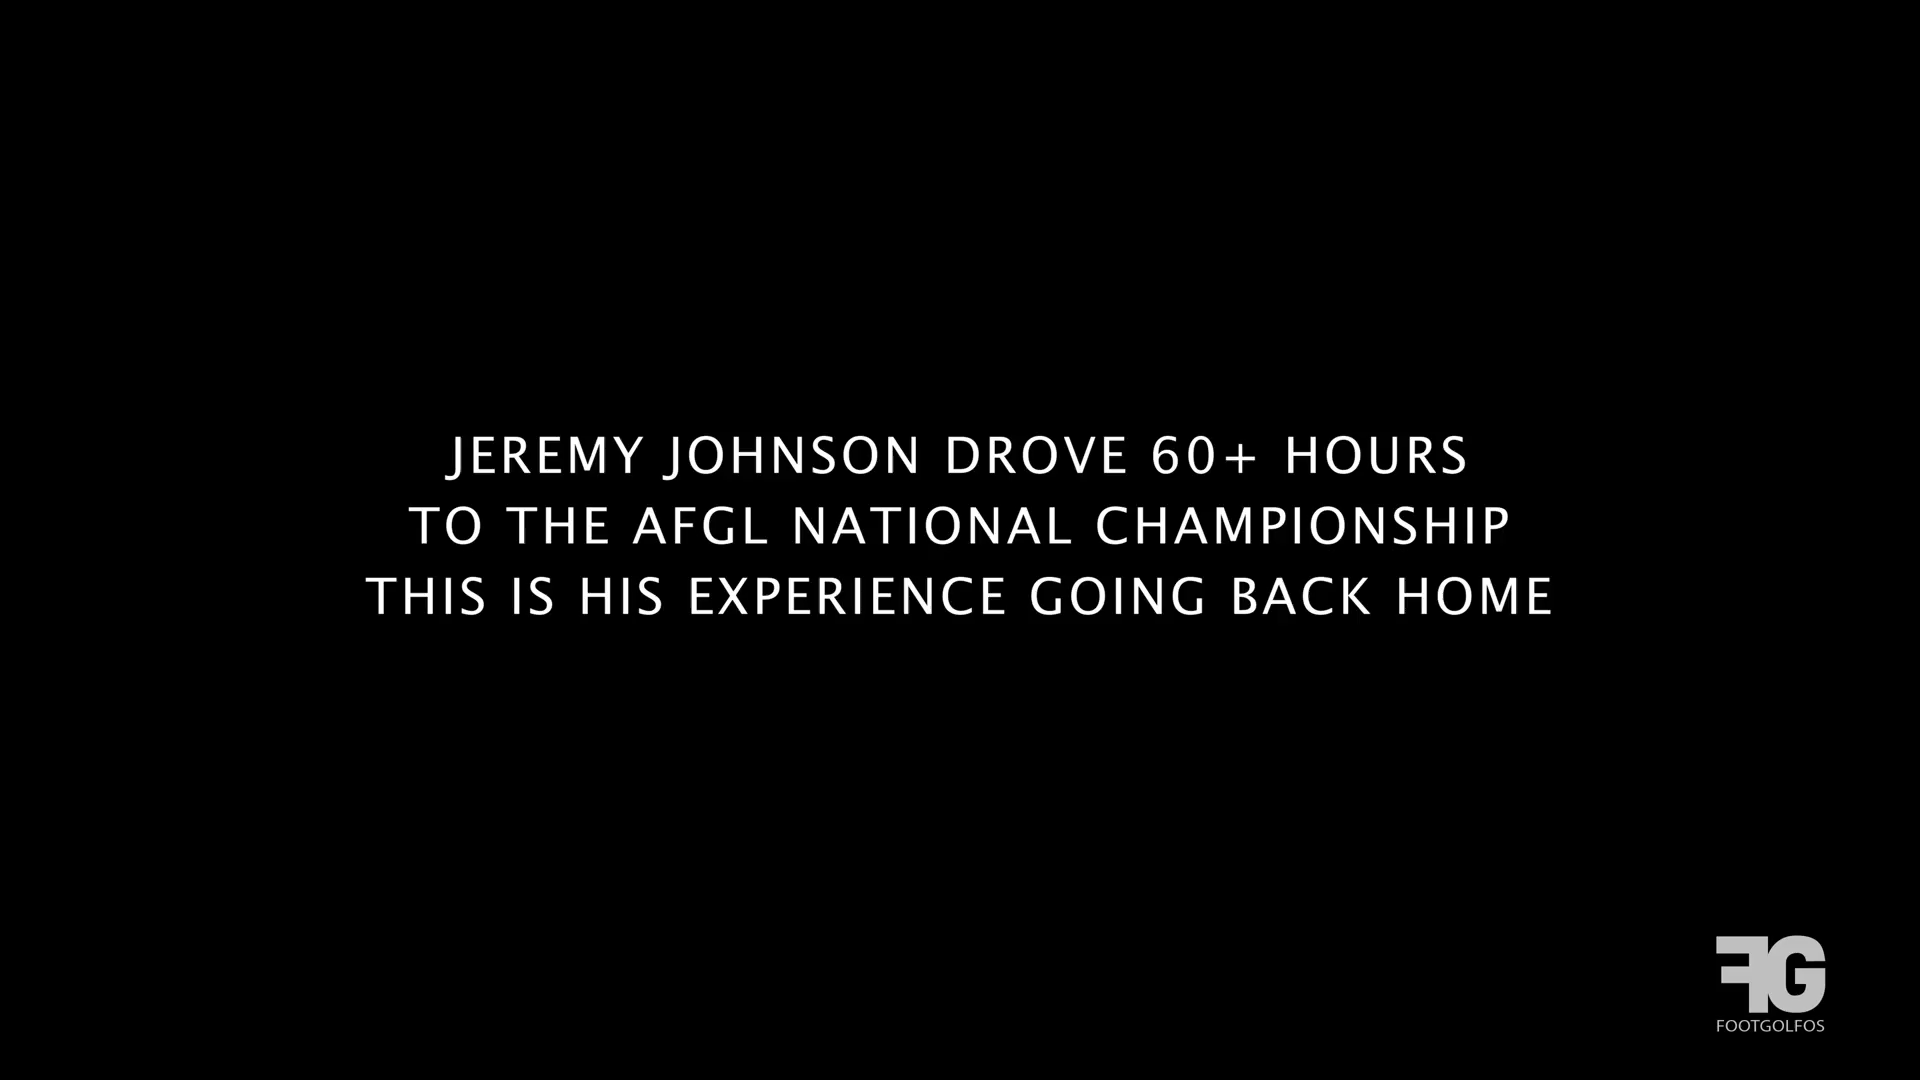 JEREMY JOHNSON DROVE 60+ HOURS
TO THE AFGL NATIONAL CHAMPIONSHIP
THIS IS HIS EXPERIENCE GOING BACK HOME
FG
FOOTGOLFOS